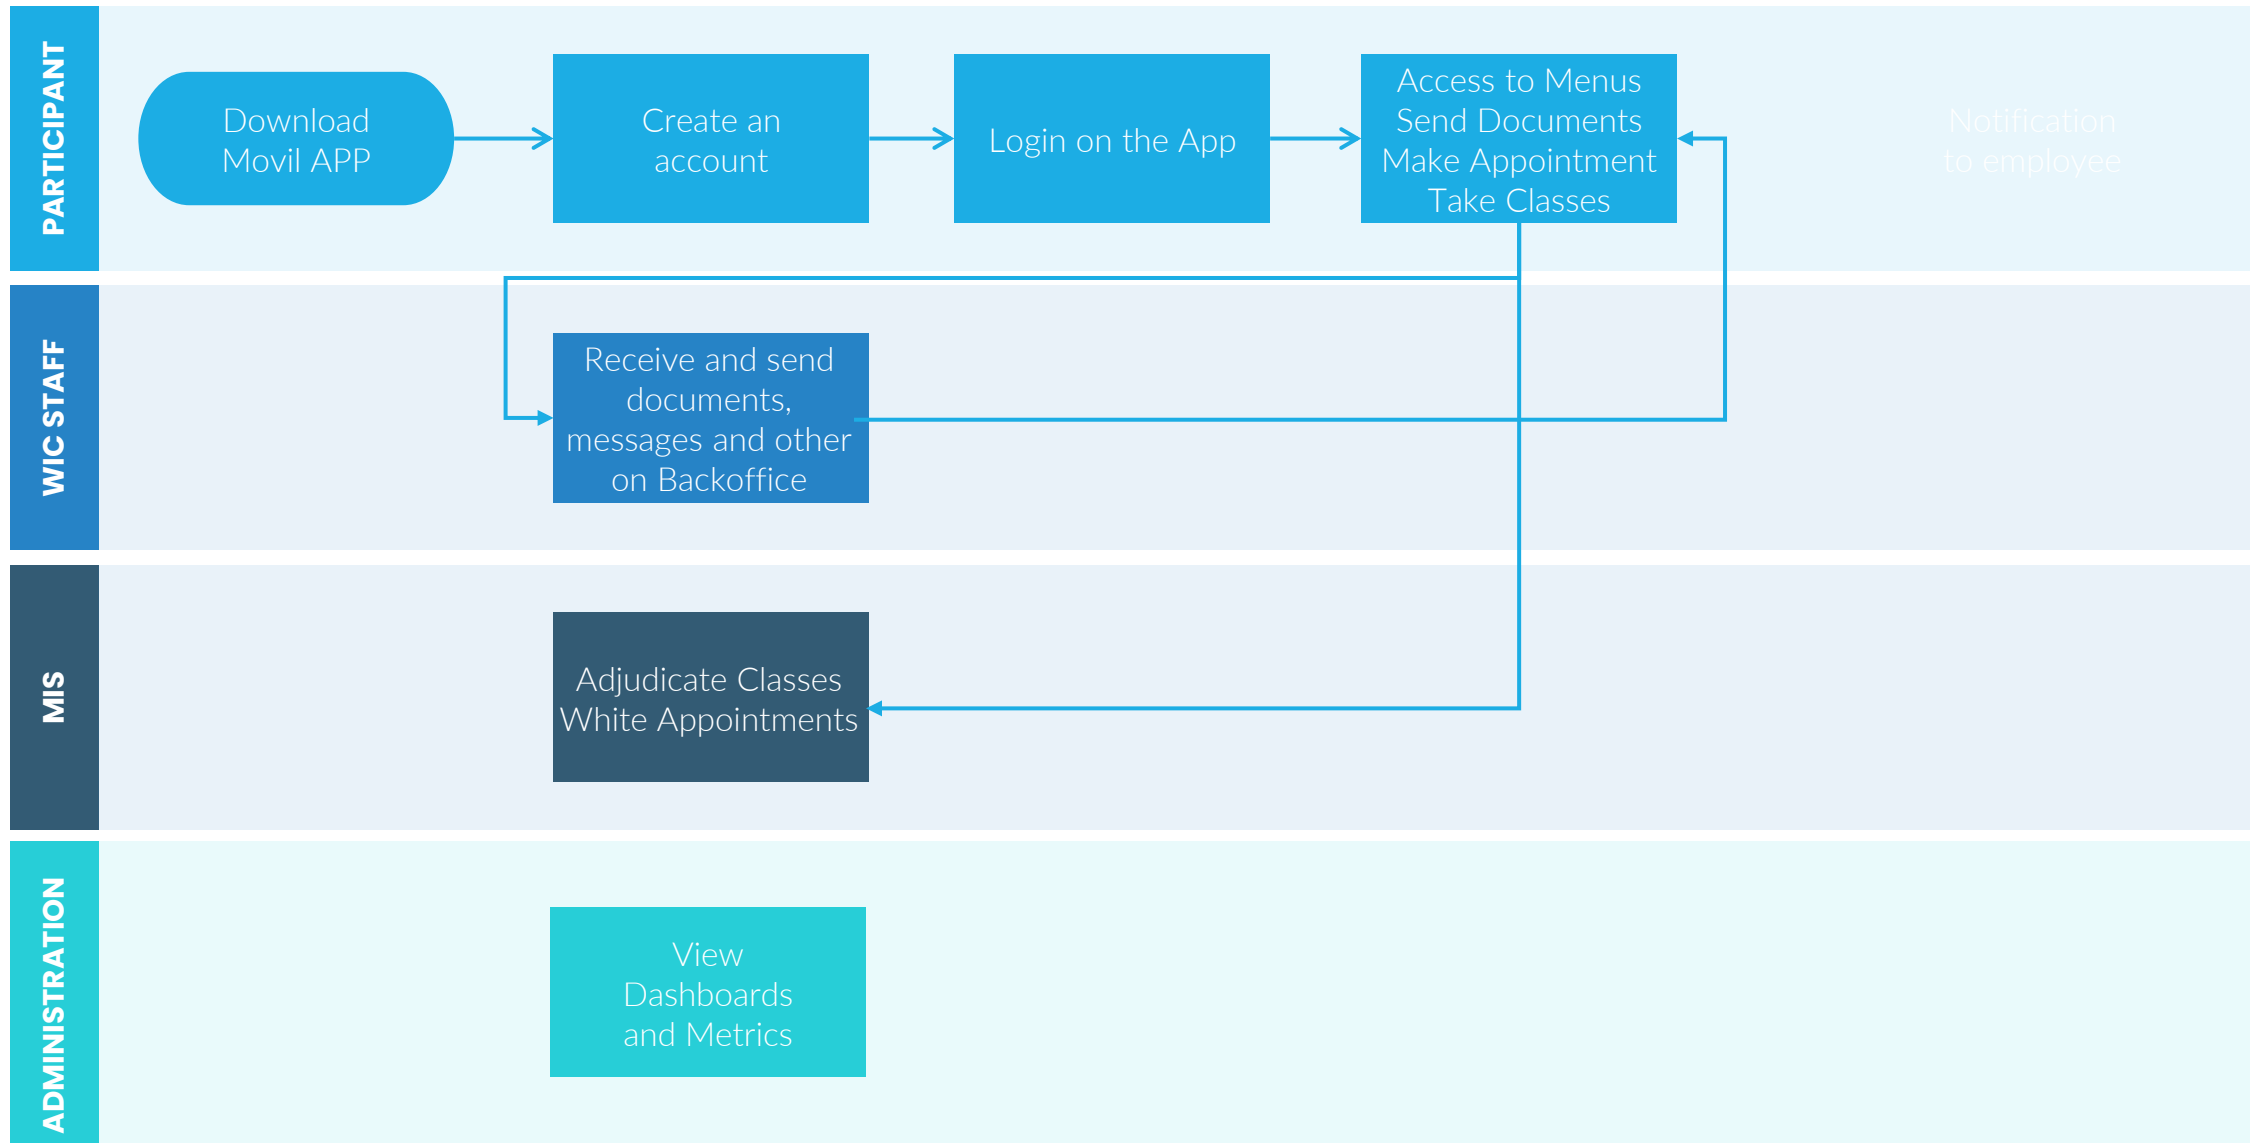 PARTICIPANT
Download
Movil APP
Create an
account
Login on the App
Access to Menus
Send Documents
Make Appointment
Take Classes
Notification
to employee
WIC STAFF
Receive and send
documents,
messages and other
on Backoffice
MIS
Adjudicate Classes
White Appointments
ADMINISTRATION
View
Dashboards
and Metrics